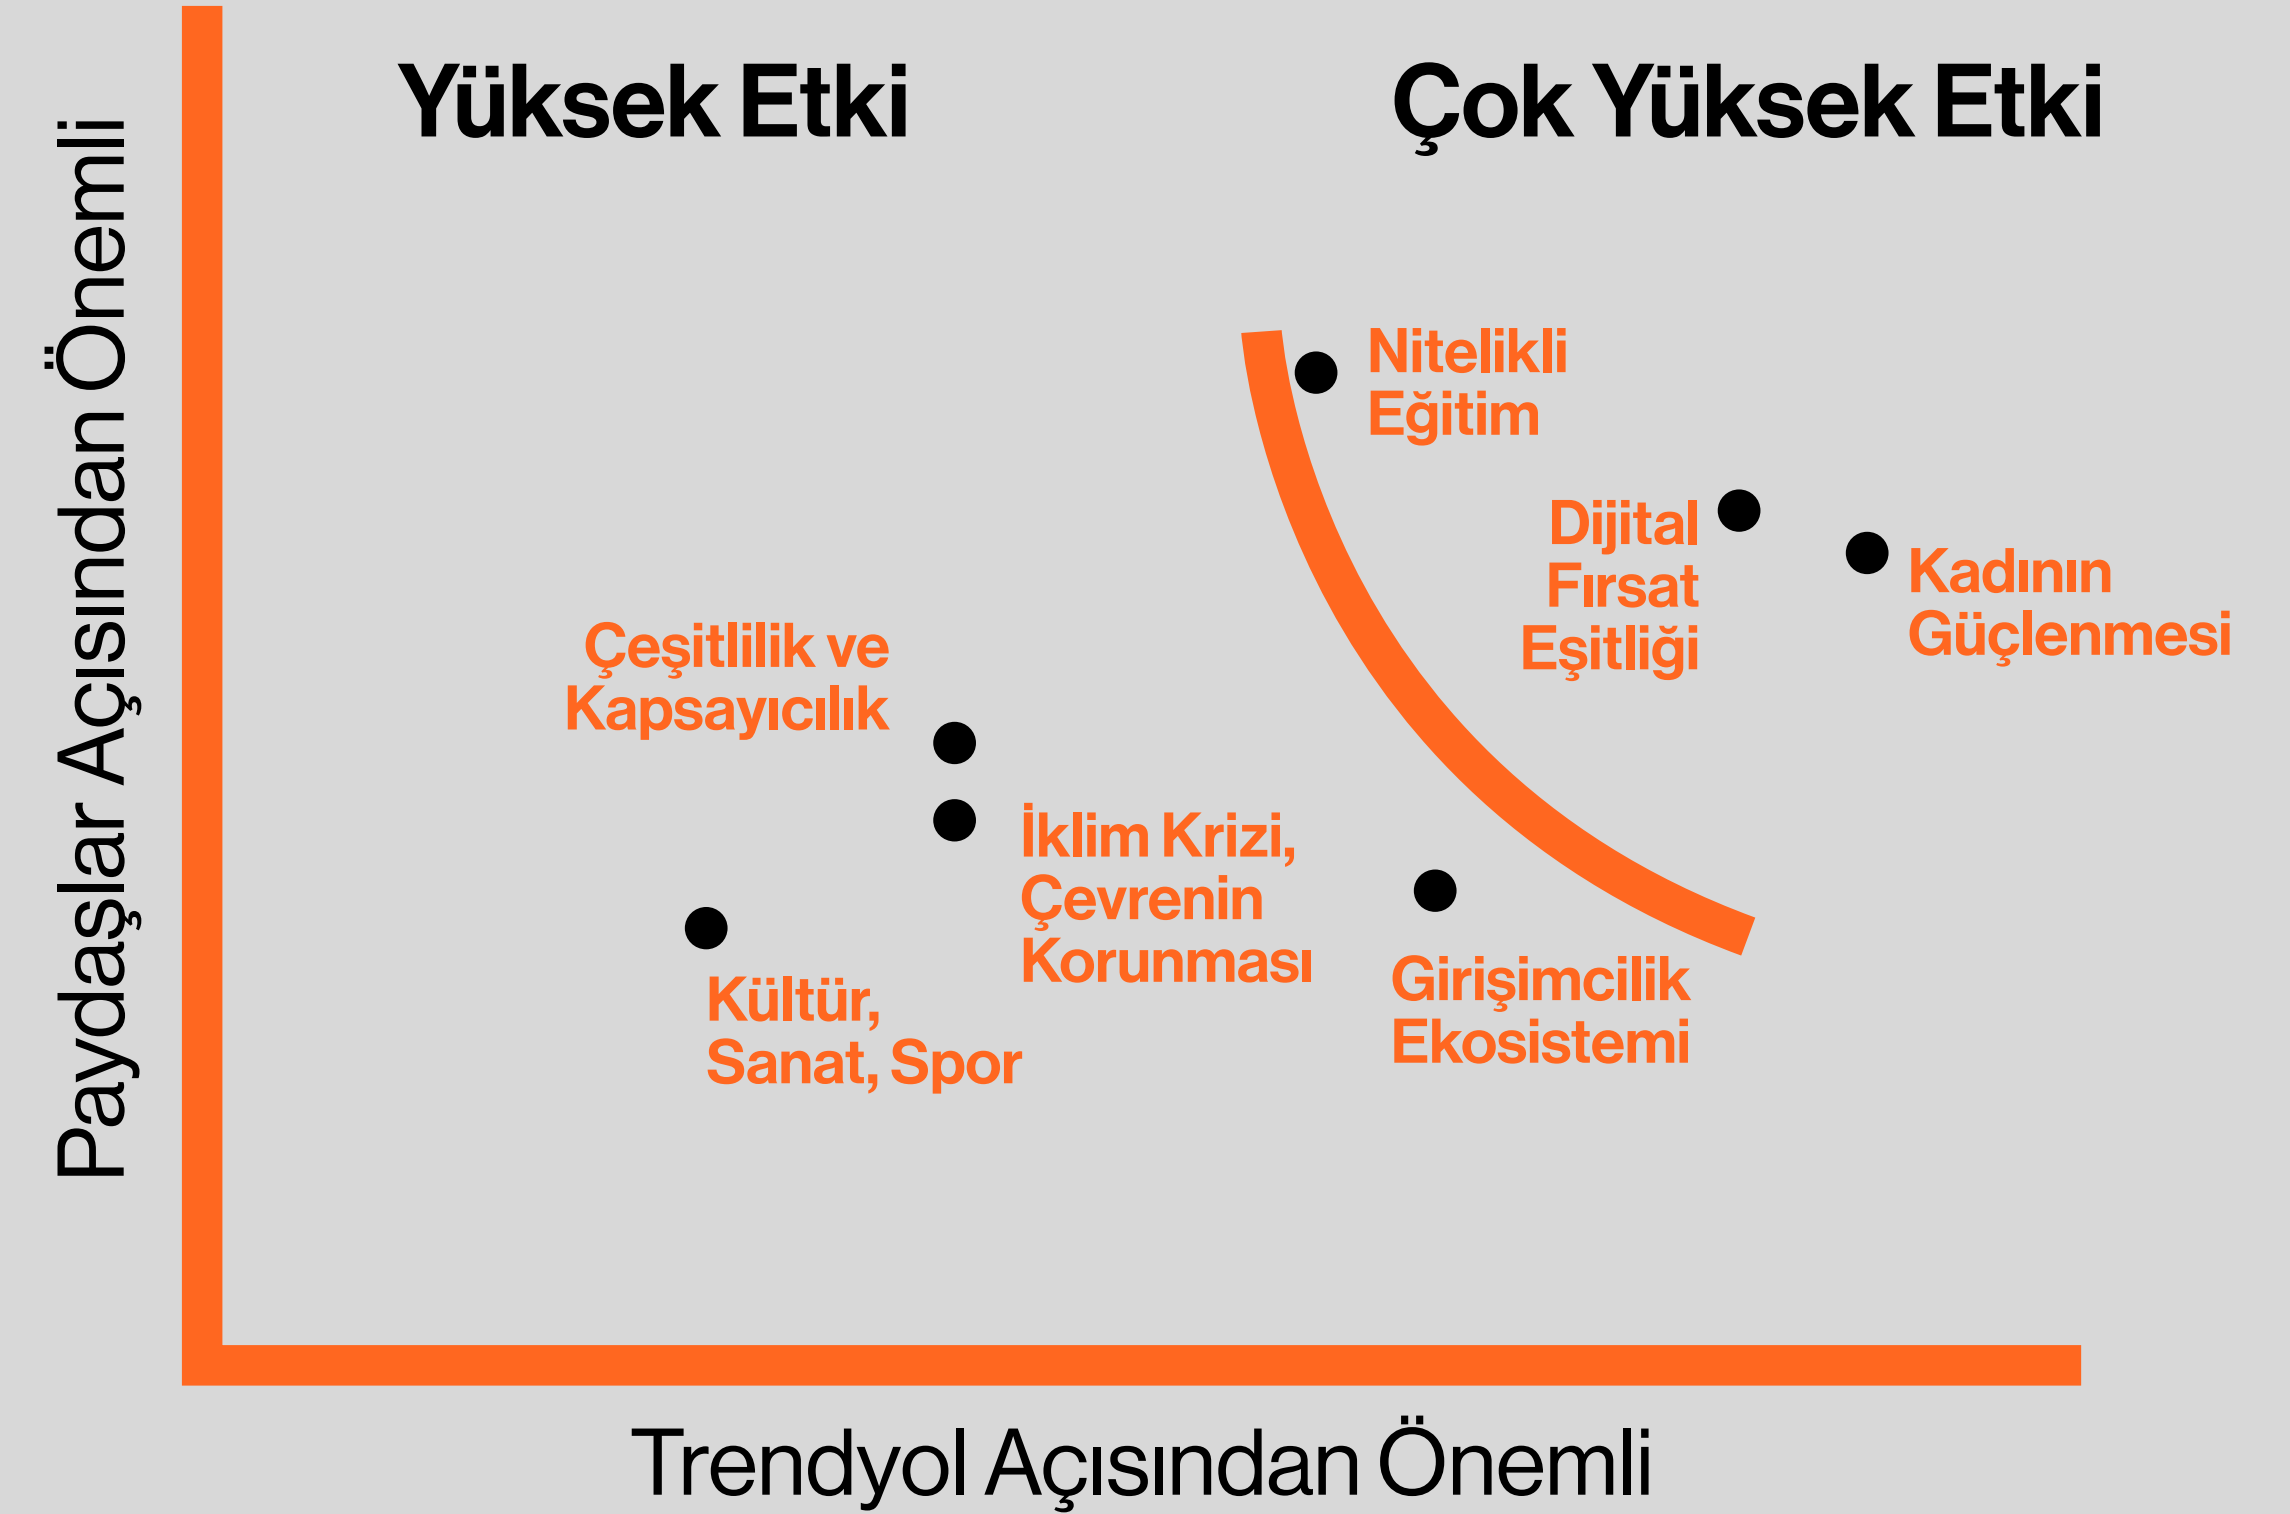 Yüksek Etki
Çok Yüksek Etki
Paydaşlar Açısından Önemli
Nitelikli
Eğitim
Dijital
Fırsat
Eşitliği
Kadının
Güçlenmesi
Çeşitlilik ve
Kapsayıcılık
İklim Krizi,
Çevrenin
Korunması
Kültür,
Sanat, Spor
Girişimcilik
Ekosistemi
Trendyol Açısından Önemli